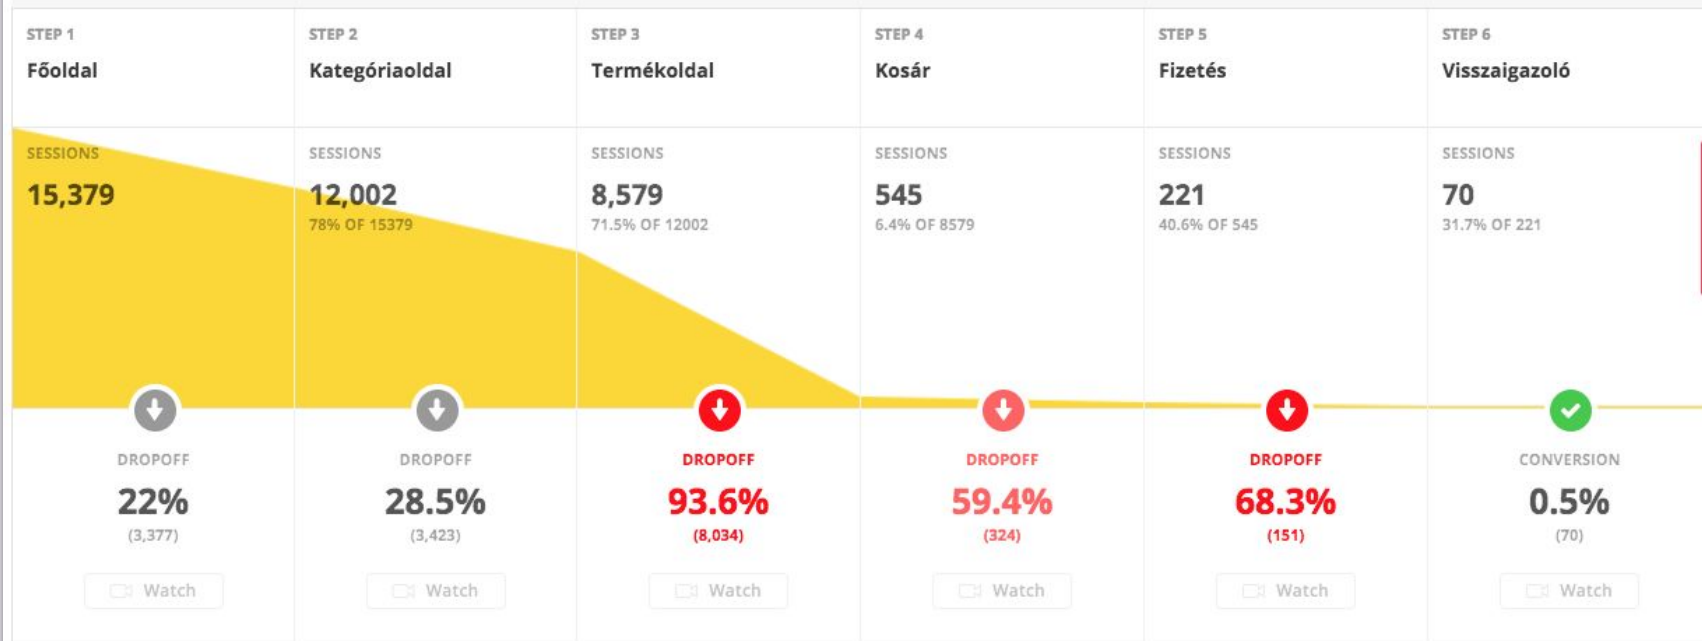 STEP 1
Főoldal
STEP 2
Kategóriaoldal
STEP 3
Termékoldal
STEP 4
Kosár
STEP 5
Fizetés
STEP 6
Visszaigazoló
SESSIONS
15,379
SESSIONS
12,002
78% OF 15379
SESSIONS
8,579
71.5% OF 12002
SESSIONS
545
6.4% OF 8579
SESSIONS
221
40.6% OF 545
SESSIONS
70
31.7% OF 221
DROPOFF
22%
(3,377)
Watch
DROPOFF
28.5%
(3,423)
Watch
DROPOFF
93.6%
(8,034)
Watch
DROPOFF
59.4%
(324)
Watch
DROPOFF
68.3%
(151)
Watch
CONVERSION
0.5%
(70)
Watch